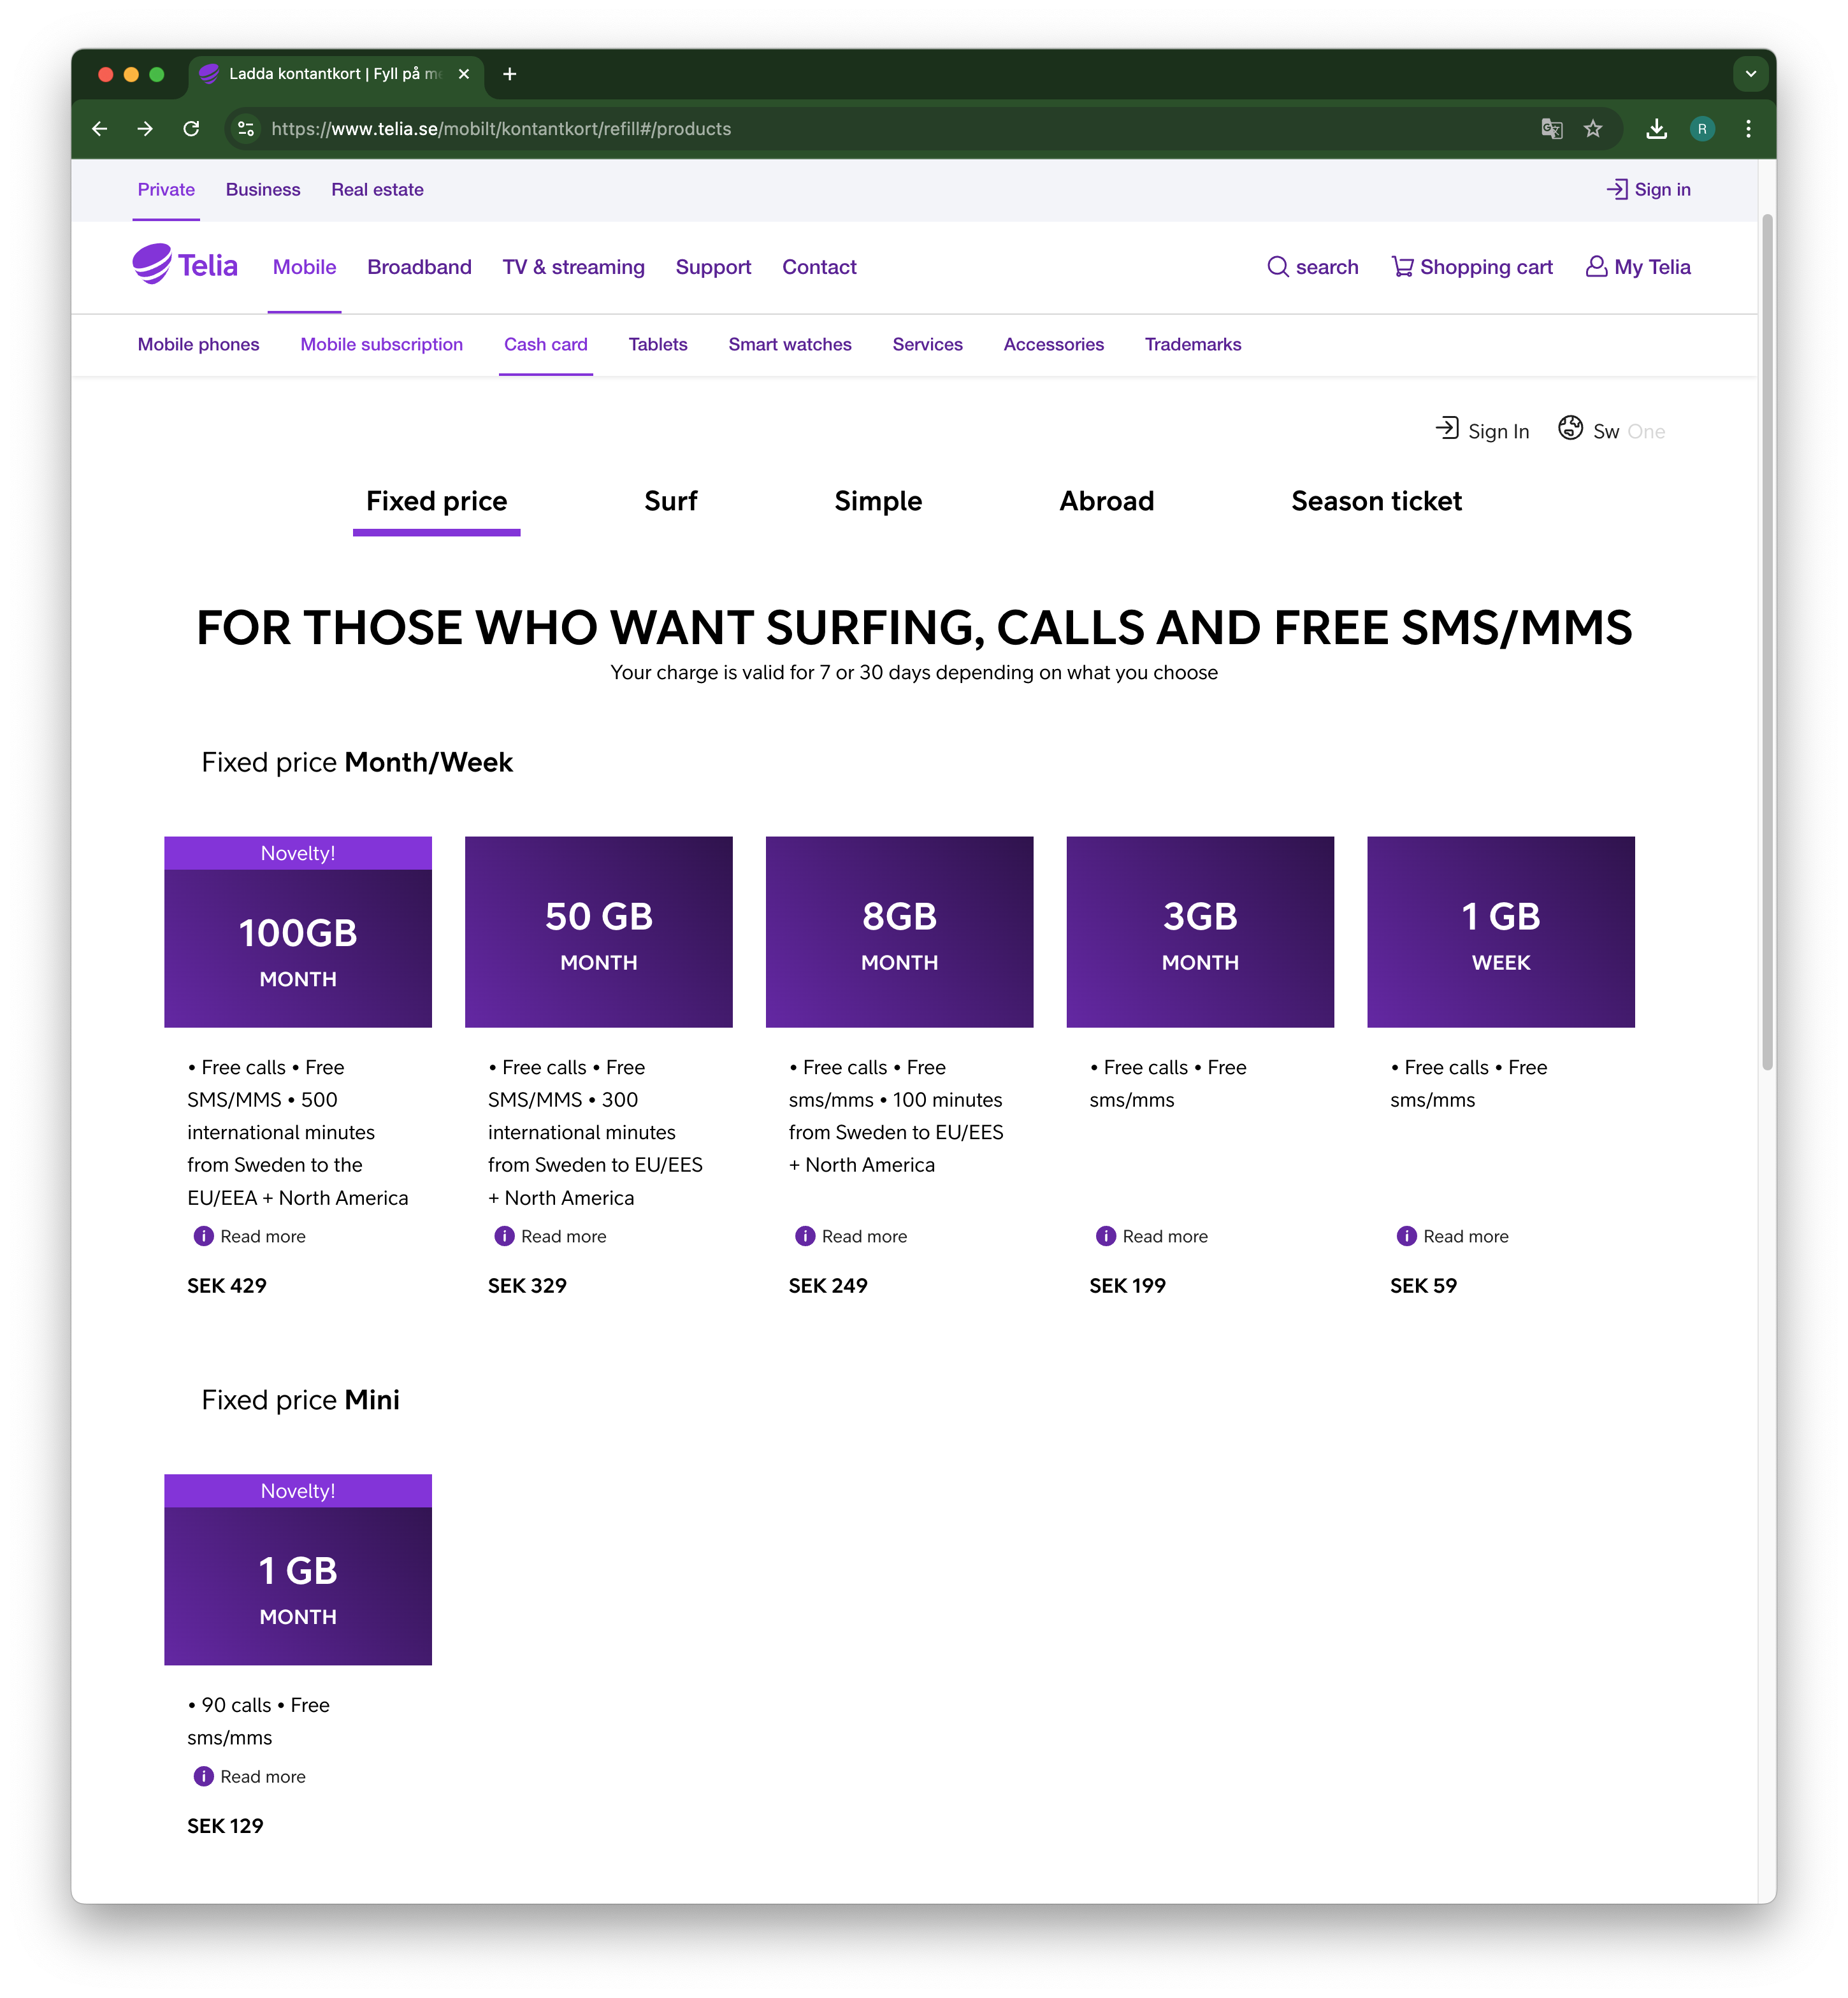 Ladda kontantkort | Fyll på
https://www.telia.se/mobilt/kontantkort/refill#/products
R
Private Business Real estate Sign in
Telia Mobile Broadband TV & streaming Support Contact search Shopping cart My Telia
Mobile phones Mobile subscription Cash card Tablets Smart watches Services Accessories Trademarks
Sign In Sw One
Fixed price Surf Simple Abroad Season ticket
FOR THOSE WHO WANT SURFING, CALLS AND FREE SMS/MMS
Your charge is valid for 7 or 30 days depending on what you choose
Fixed price Month/Week
Novelty!
100GB
MONTH
• Free calls • Free
SMS/MMS • 500
international minutes
from Sweden to the
EU/EEA + North America
Read more
SEK 429
50 GB
MONTH
• Free calls • Free
SMS/MMS • 300
international minutes
from Sweden to EU/EES
+ North America
Read more
SEK 329
8GB
MONTH
• Free calls • Free
sms/mms • 100 minutes
from Sweden to EU/EES
+ North America
Read more
SEK 249
3GB
MONTH
• Free calls • Free
sms/mms
Read more
SEK 199
1 GB
WEEK
• Free calls • Free
sms/mms
Read more
SEK 59
Fixed price Mini
Novelty!
1 GB
MONTH
• 90 calls • Free
sms/mms
Read more
SEK 129